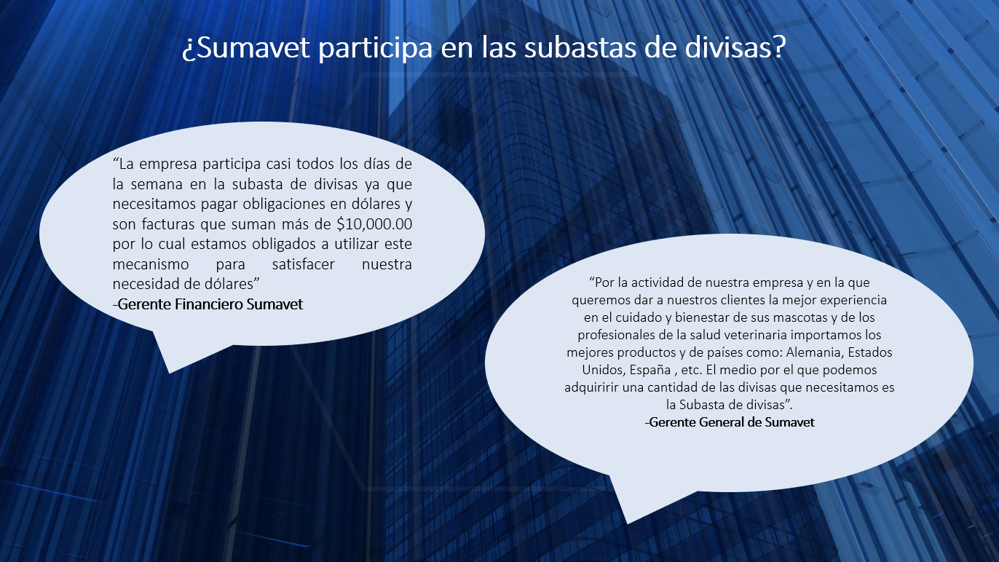 ¿Sumavet participa en las subastas de divisas?
“La empresa participa casi todos los días de
la semana en la subasta de divisas ya que
necesitamos pagar obligaciones en dólares y
son facturas que suman más de $10,000.00
por lo cual estamos obligados a utilizar este
mecanismo para satisfacer nuestra
necesidad de dólares”
-Gerente Financiero Sumavet
“Por la actividad de nuestra empresa y en la que
queremos dar a nuestros clientes la mejor experiencia
en el cuidado y bienestar de sus mascotas y de los
profesionales de la salud veterinaria importamos los
mejores productos y de países como: Alemania, Estados
Unidos, España , etc. El medio por el que podemos
adquiririr una cantidad de las divisas que necesitamos es
la Subasta de divisas”.
-Gerente General de Sumavet